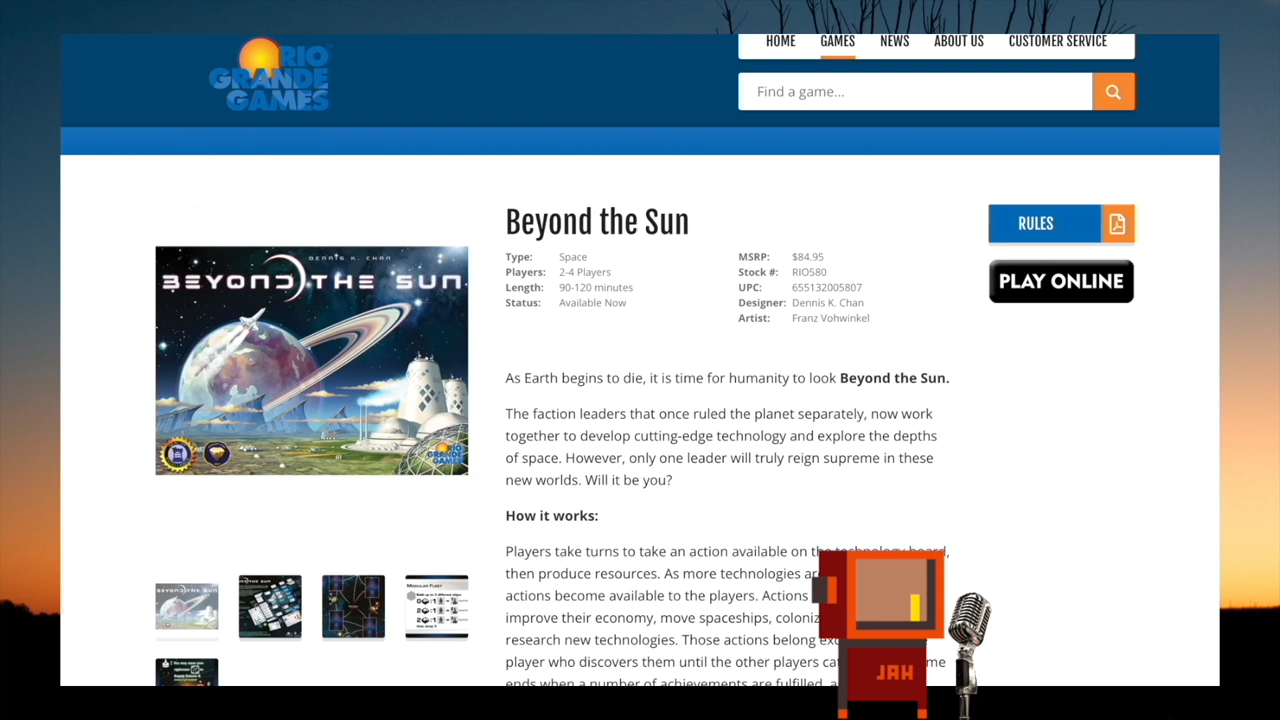 RIO
GRANDE
GAMES
HOME GAMES NEWS ABOUT US CUSTOMER SERVICE
Find a game...
Beyond the Sun
Type: Space
Players: 2-4 Players
Length: 90-120 minutes
Status: Available Now
MSRP: $84.95
Stock #: RIO580
UPC: 655132005807
Designer: Dennis K. Chan
Artist: Franz Vohwinkel
RULES
PLAY ONLINE
DENNIS K. CHAN
BEYOND THE SUN
RIO
GRANDE
GAMES
As Earth begins to die, it is time for humanity to look Beyond the Sun.
The faction leaders that once ruled the planet separately, now work
together to develop cutting-edge technology and explore the depths
of space. However, only one leader will truly reign supreme in these
new worlds. Will it be you?
How it works:
Players take turns to take an action available on the technology board,
then produce resources. As more technologies
actions become available to the players. Actions
improve their economy, move spaceships,
research new technologies. Those actions belong
player who discovers them until the other players
ends when a number of achievements are fulfilled,
BEYOND THE SUN
MODULAR FLEET
JAH